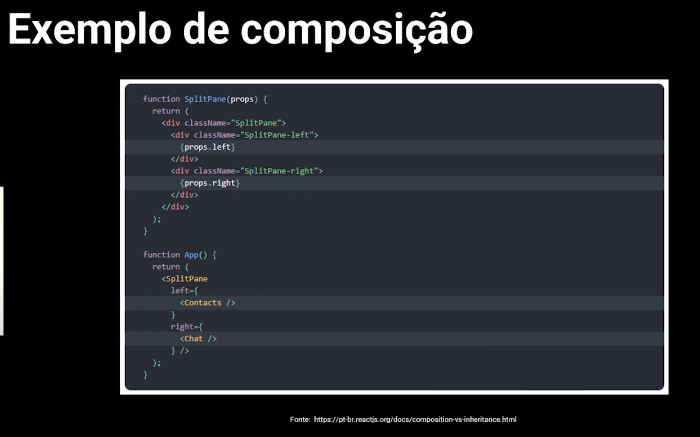 Exemplo de composição
function SplitPane(props) {
  return (
    <div className="SplitPane">
      <div className="SplitPane-left">
        {props.left}
      </div>
      <div className="SplitPane-right">
        {props.right}
      </div>
    </div>
  );
}

function App() {
  return (
    <SplitPane
      left={
        <Contacts />
      }
      right={
        <Chat />
      } />
  );
}
Fonte: https://pt-br.reactjs.org/docs/composition-vs-inheritance.html